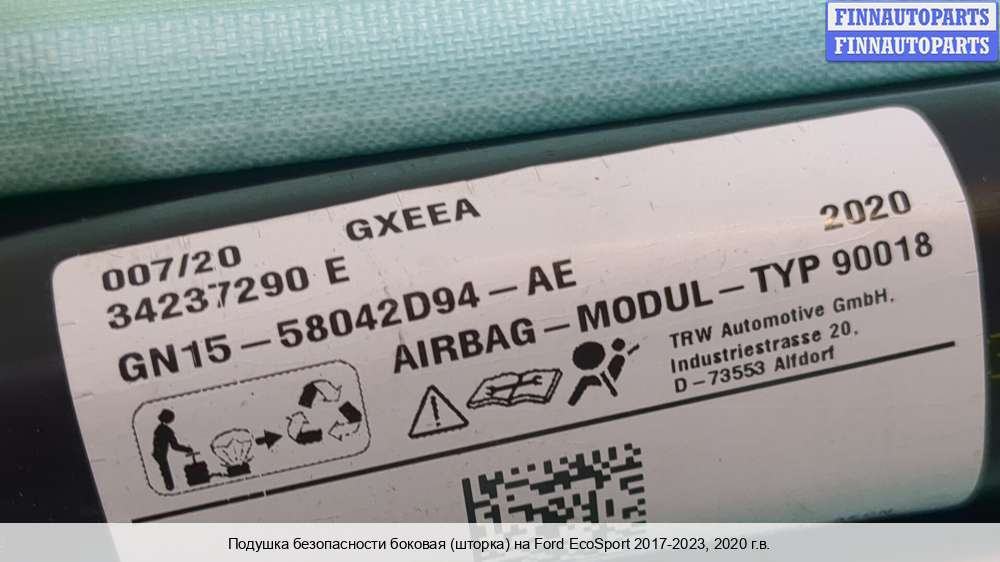 FINNAUTOPARTS
FINNAUTOPARTS
007/20 GXEEA 2020
34237290 E
GN15-58042D94-AE
AIRBAG-MODUL-TYP 90018
TRW Automotive GmbH.
Industriestrasse 20.
D-73553 Alfdorf
Подушка безопасности боковая (шторка) на Ford EcoSport 2017-2023, 2020 г.в.